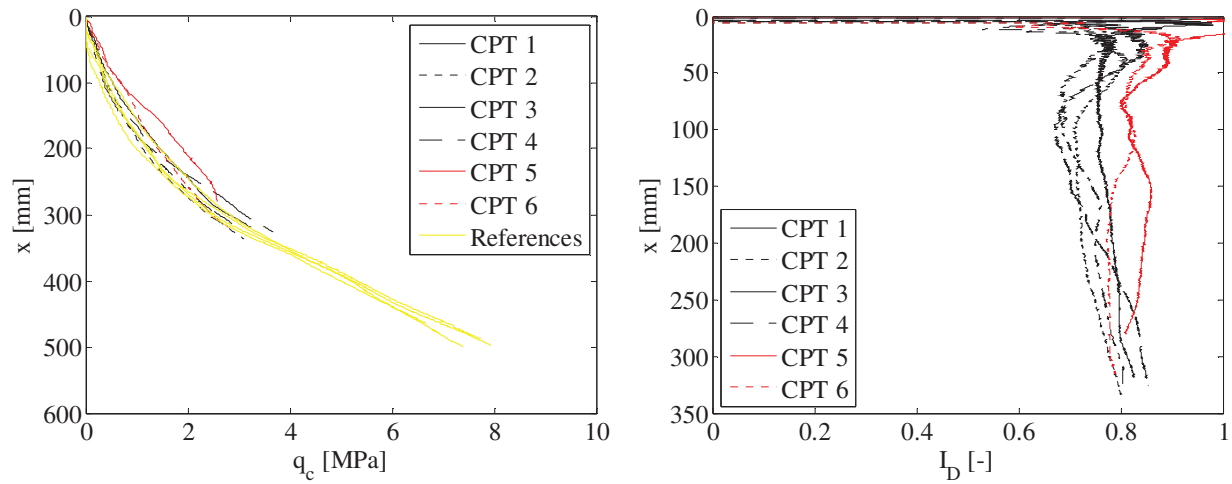 0
100
200
300
400
500
600
x [mm]
0
2
4
6
8
10
q_c [MPa]
CPT 1
CPT 2
CPT 3
CPT 4
CPT 5
CPT 6
References
0
50
100
150
200
250
300
350
x [mm]
0
0.2
0.4
0.6
0.8
1
I_D [-]
CPT 1
CPT 2
CPT 3
CPT 4
CPT 5
CPT 6